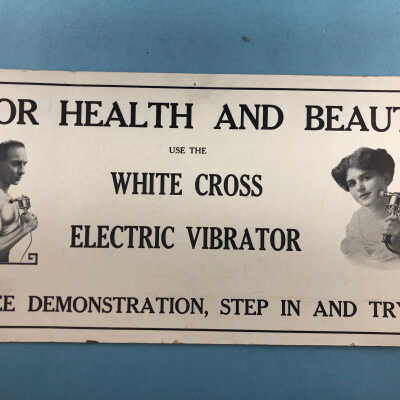 OR HEALTH AND BEAUT
USE THE
WHITE CROSS
ELECTRIC VIBRATOR
EE DEMONSTRATION, STEP IN AND TRY